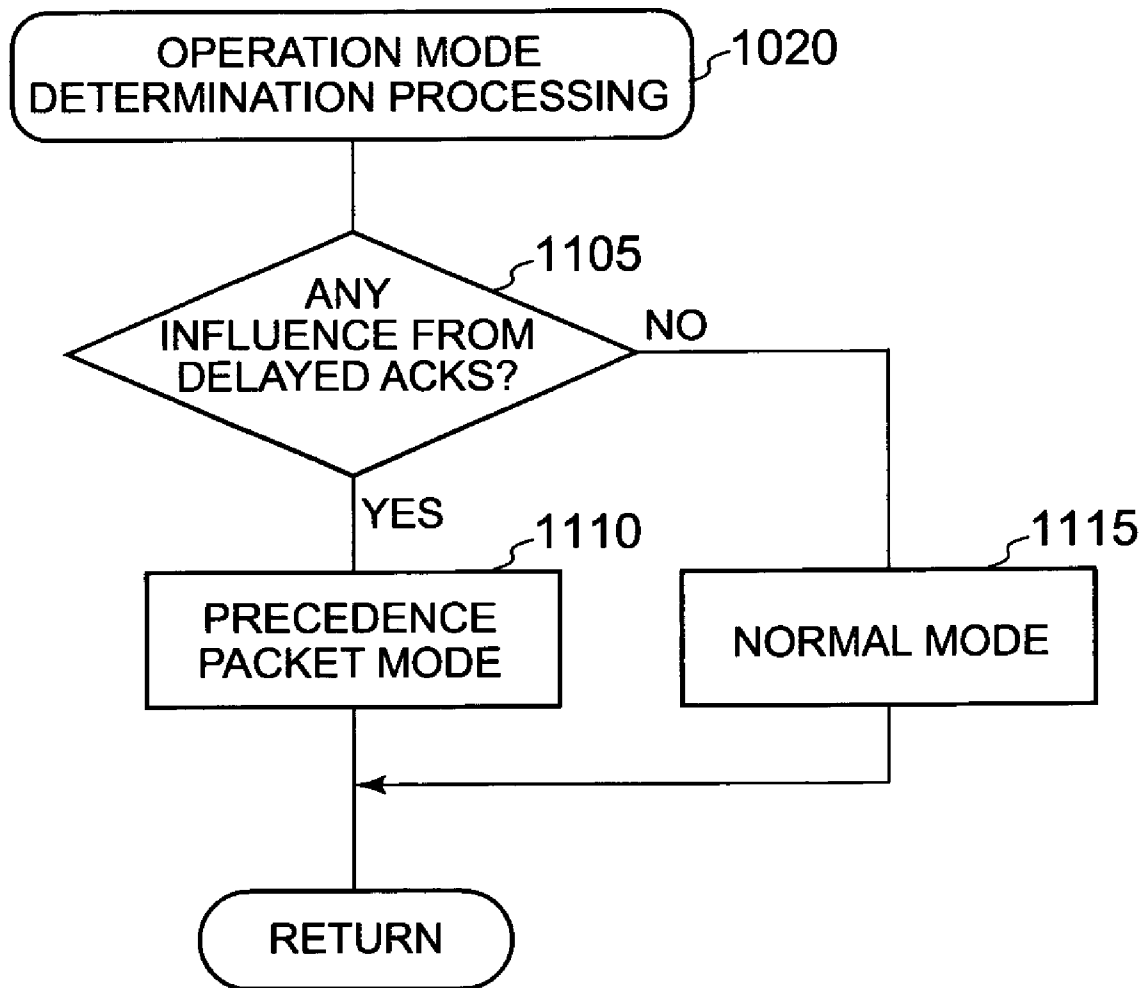 OPERATION MODE
DETERMINATION PROCESSING
1020
1105
ANY
INFLUENCE FROM
DELAYED ACKS?
NO
YES
1110
1115
PRECEDENCE
PACKET MODE
NORMAL MODE
RETURN